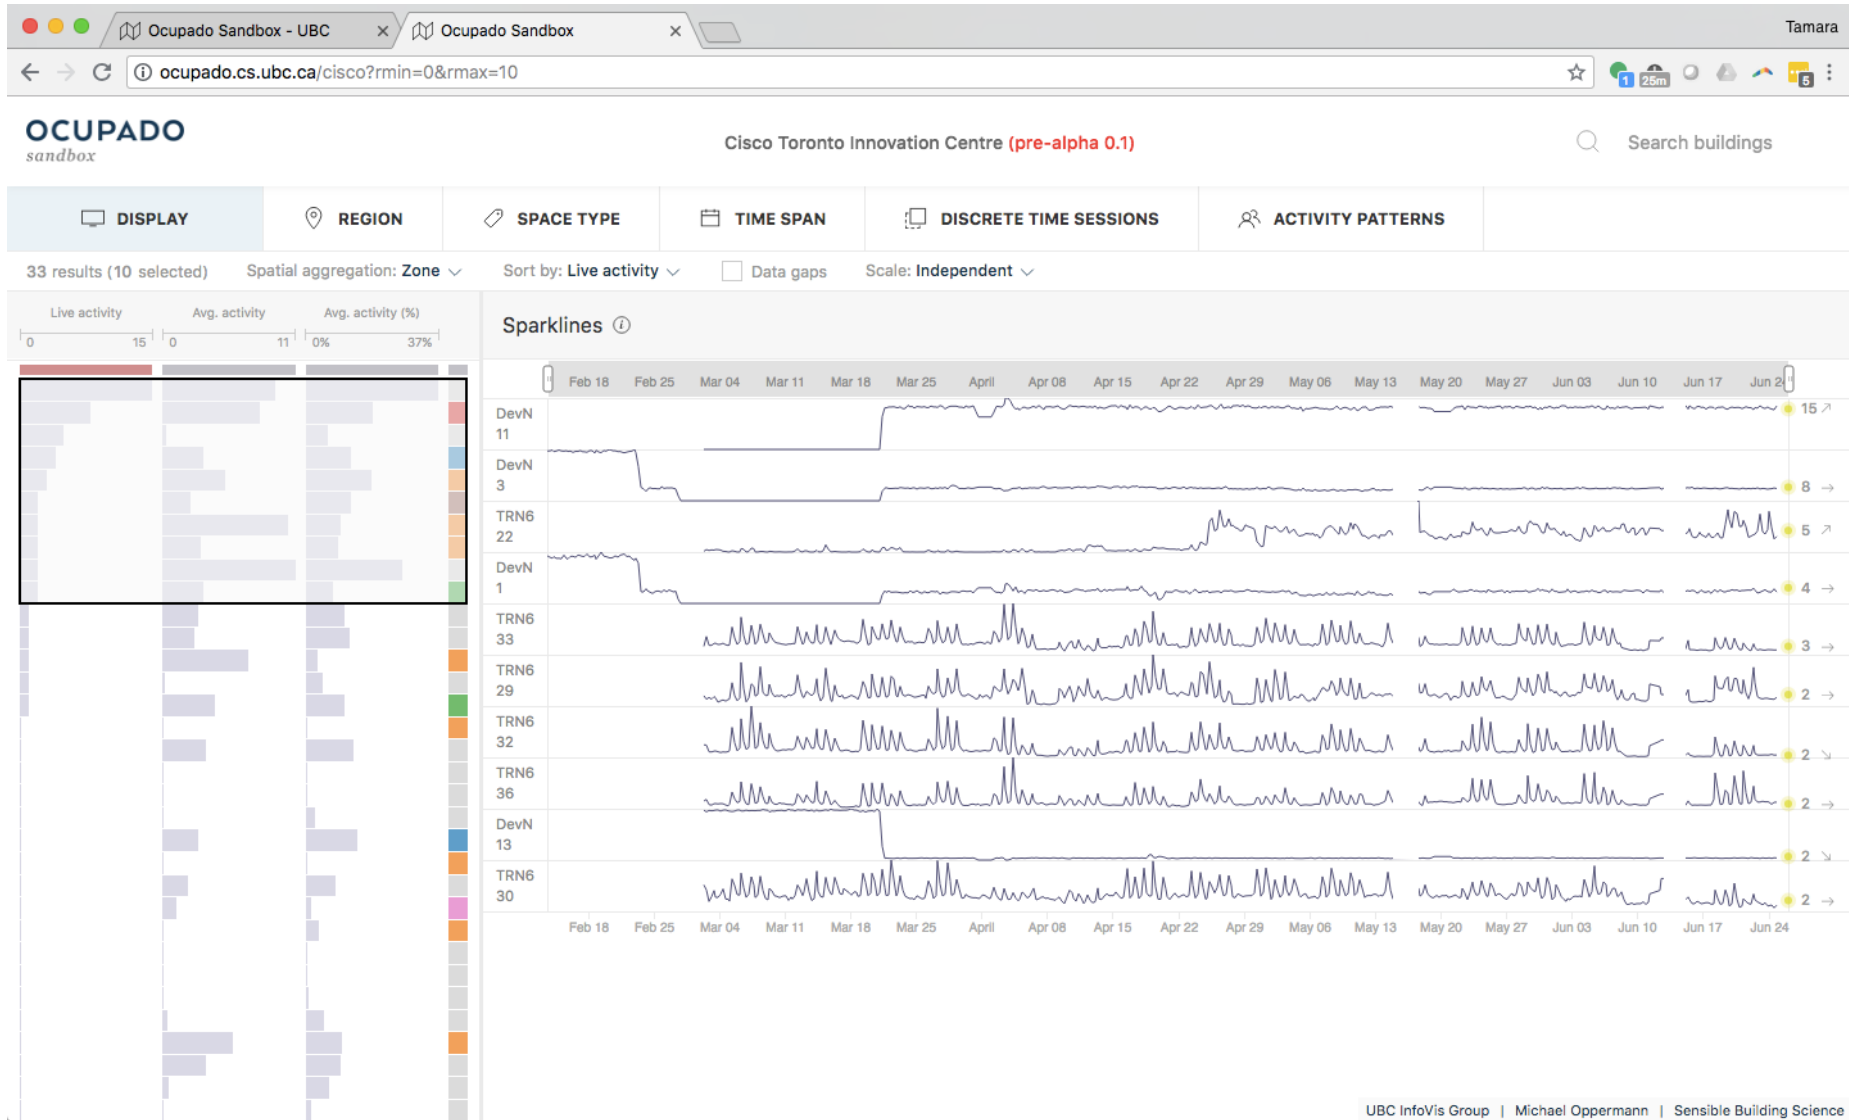 Ocupado Sandbox - UBC
Ocupado Sandbox
Tamara
ocupado.cs.ubc.ca/cisco?rmin=0&rmax=10
1
25m
5
OCUPADO
sandbox
Cisco Toronto Innovation Centre (pre-alpha 0.1)
Search buildings
DISPLAY
REGION
SPACE TYPE
TIME SPAN
DISCRETE TIME SESSIONS
ACTIVITY PATTERNS
33 results (10 selected)
Spatial aggregation: Zone
Sort by: Live activity
Data gaps
Scale: Independent
Live activity
0 15
Avg. activity
0 11
Avg. activity (%)
0% 37%
Sparklines
Feb 18 Feb 25 Mar 04 Mar 11 Mar 18 Mar 25 April Apr 08 Apr 15 Apr 22 Apr 29 May 06 May 13 May 20 May 27 Jun 03 Jun 10 Jun 17 Jun 24
DevN
11
15
DevN
3
8
TRN6
22
5
DevN
1
4
TRN6
33
3
TRN6
29
2
TRN6
32
2
TRN6
36
2
DevN
13
2
TRN6
30
2
Feb 18 Feb 25 Mar 04 Mar 11 Mar 18 Mar 25 April Apr 08 Apr 15 Apr 22 Apr 29 May 06 May 13 May 20 May 27 Jun 03 Jun 10 Jun 17 Jun 24
UBC InfoVis Group | Michael Oppermann | Sensible Building Science